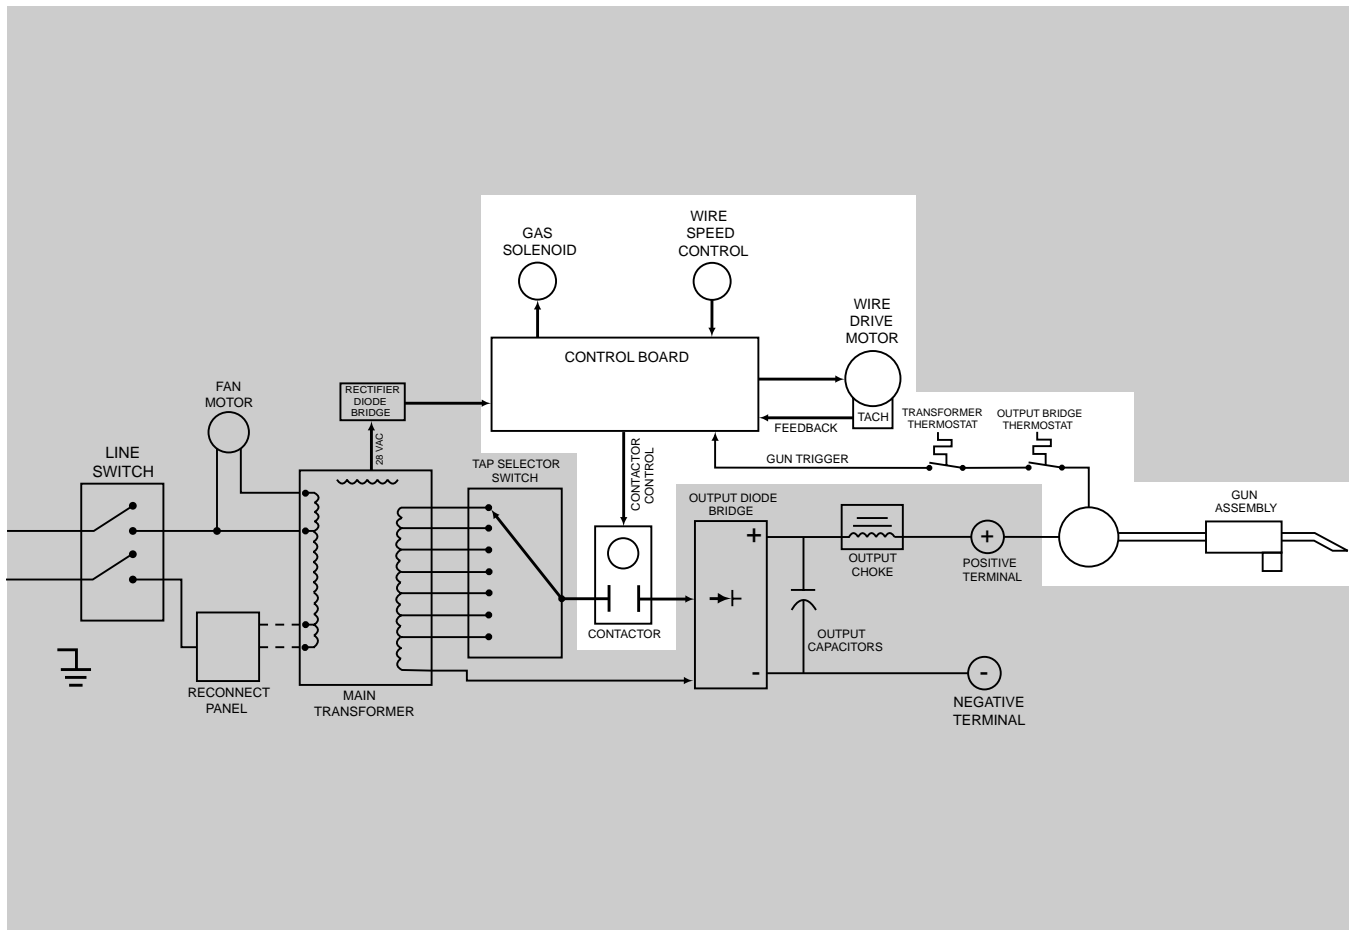 GAS
SOLENOID
WIRE
SPEED
CONTROL
WIRE
DRIVE
MOTOR
CONTROL BOARD
TACH
FEEDBACK
FAN
MOTOR
RECTIFIER
DIODE
BRIDGE
28 VAC
TRANSFORMER
THERMOSTAT
OUTPUT BRIDGE
THERMOSTAT
GUN TRIGGER
LINE
SWITCH
TAP SELECTOR
SWITCH
CONTACTOR
CONTROL
OUTPUT DIODE
BRIDGE
GUN
ASSEMBLY
+
+
OUTPUT
CHOKE
POSITIVE
TERMINAL
CONTACTOR
OUTPUT
CAPACITORS
-
-
RECONNECT
PANEL
MAIN
TRANSFORMER
NEGATIVE
TERMINAL